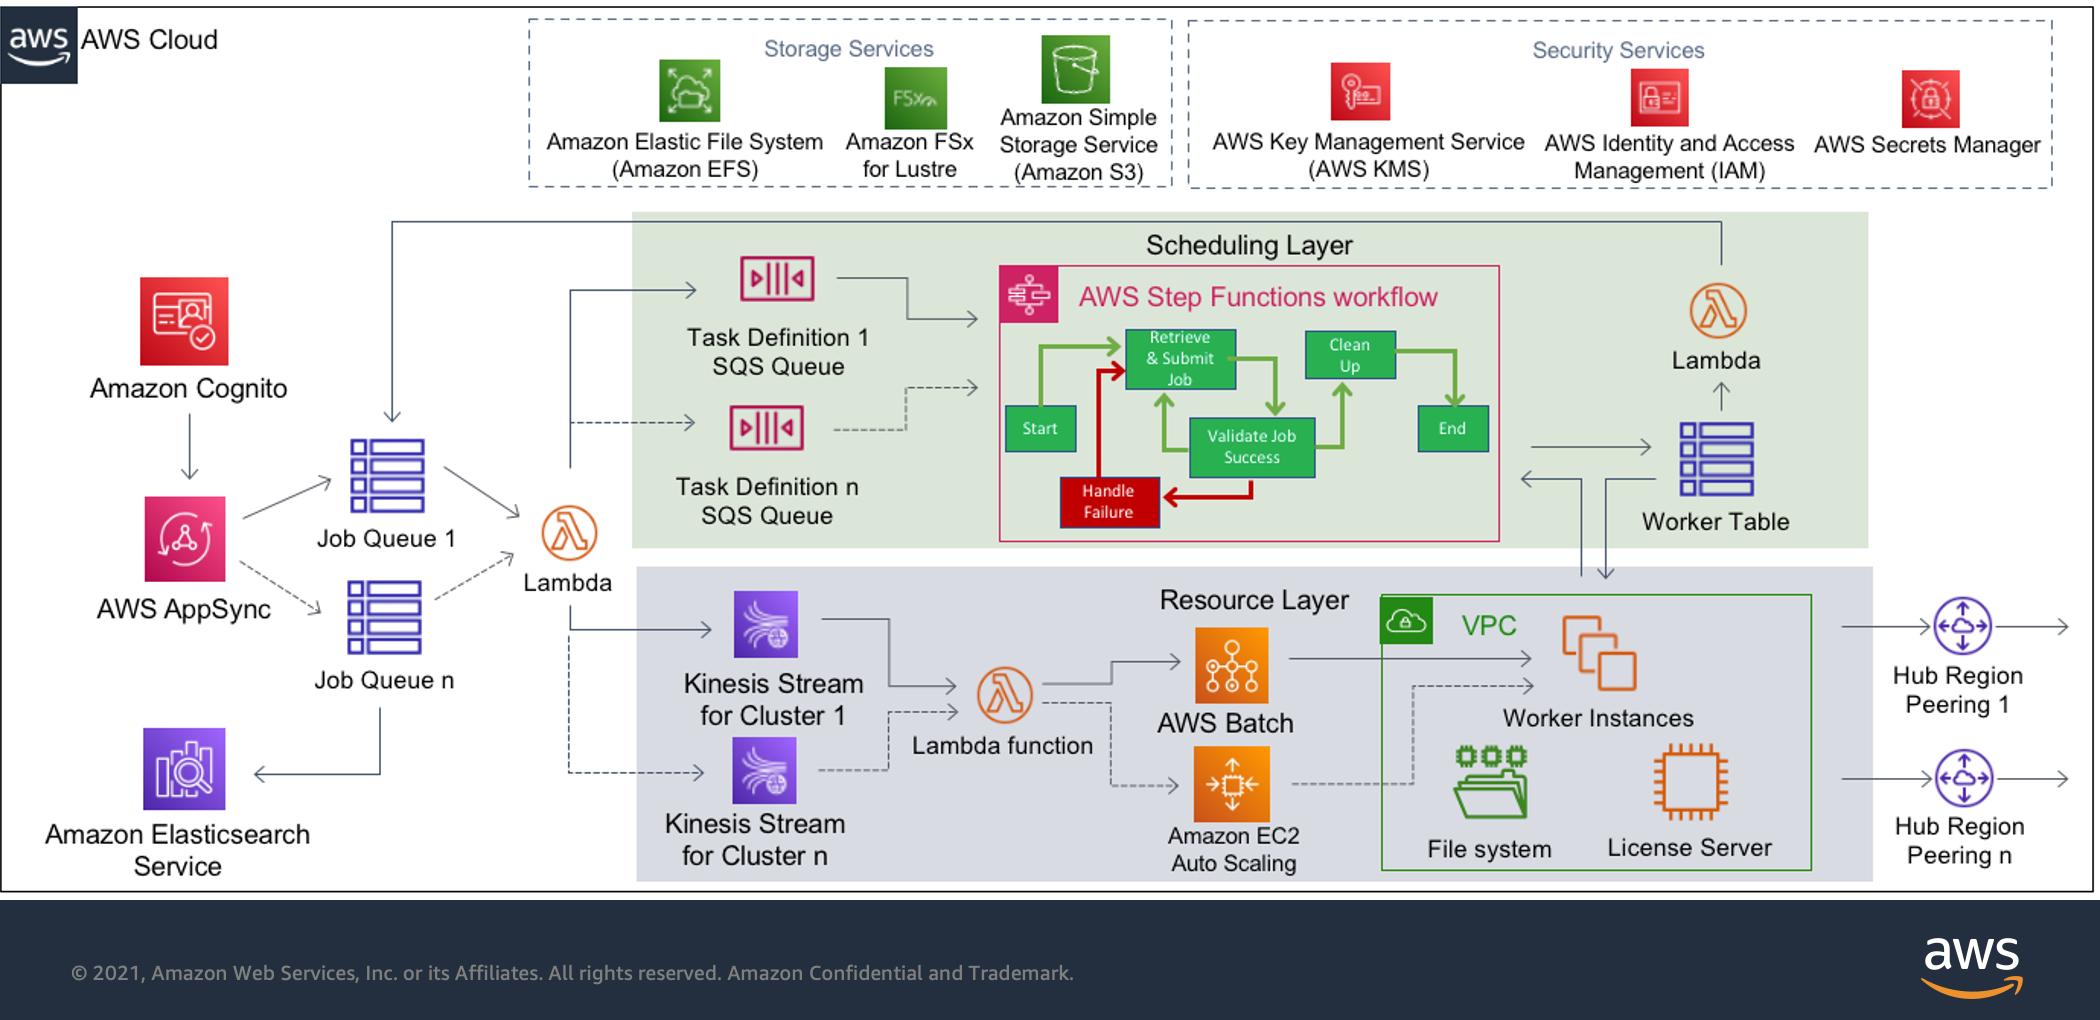 aws
AWS Cloud
Storage Services
Amazon Elastic File System
(Amazon EFS)
FSx
Amazon FSx
for Lustre
Amazon Simple
Storage Service
(Amazon S3)
Security Services
AWS Key Management Service
(AWS KMS)
AWS Identity and Access
Management (IAM)
AWS Secrets Manager
Amazon Cognito
AWS AppSync
Job Queue 1
Job Queue n
Amazon Elasticsearch
Service
Lambda
Scheduling Layer
Task Definition 1
SQS Queue
Task Definition n
SQS Queue
AWS Step Functions workflow
Start
Retrieve
& Submit
Job
Validate Job
Success
Handle
Failure
Clean
Up
End
Lambda
Worker Table
Resource Layer
Kinesis Stream
for Cluster 1
Kinesis Stream
for Cluster n
Lambda function
AWS Batch
Amazon EC2
Auto Scaling
VPC
Worker Instances
File system
License Server
Hub Region
Peering 1
Hub Region
Peering n
© 2021, Amazon Web Services, Inc. or its Affiliates. All rights reserved. Amazon Confidential and Trademark.
aws